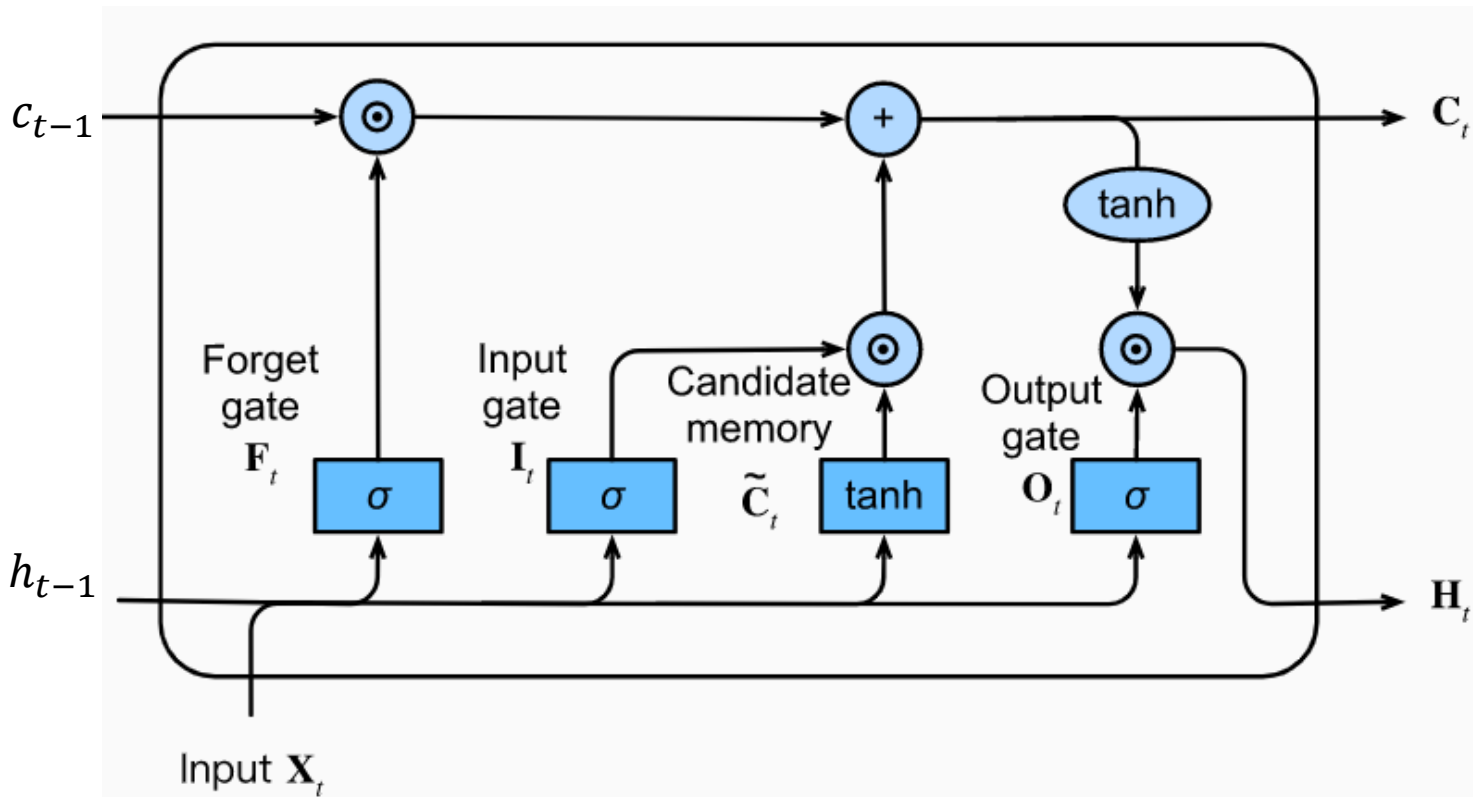 c_{t−1}
⊙
+
C_t
tanh
Forget
gate
F_t
σ
Input
gate
I_t
σ
Candidate
memory
C̃_t
⊙
tanh
Output
gate
O_t
⊙
σ
h_{t−1}
H_t
Input X_t